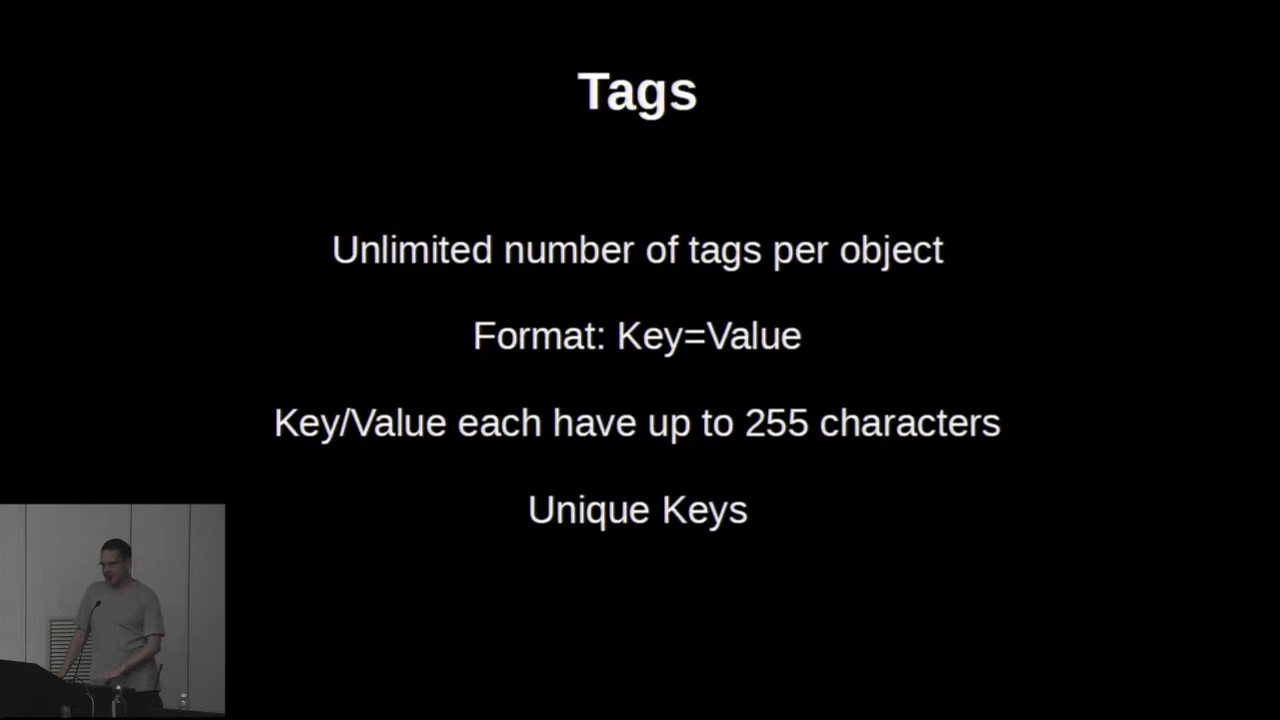 Tags
Unlimited number of tags per object
Format: Key=Value
Key/Value each have up to 255 characters
Unique Keys